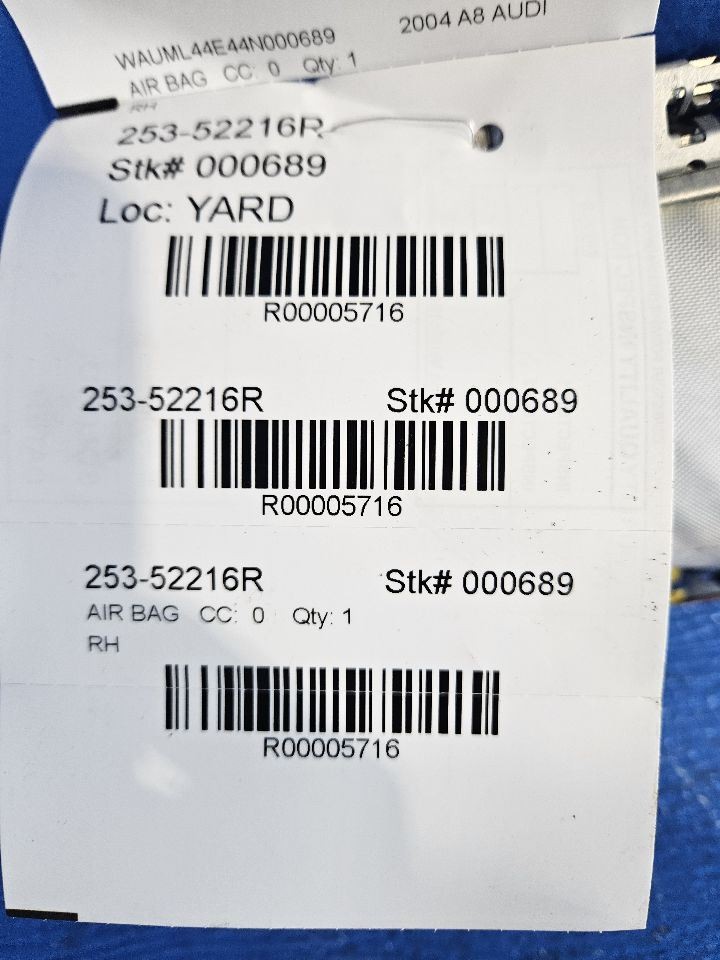 2004 A8 AUDI
WAUML44E44N000689
AIR BAG CC: 0 Qty: 1
RH
253-52216R
Stk# 000689
Loc: YARD
R00005716
253-52216R Stk# 000689
R00005716
253-52216R Stk# 000689
AIR BAG CC: 0 Qty: 1
RH
R00005716